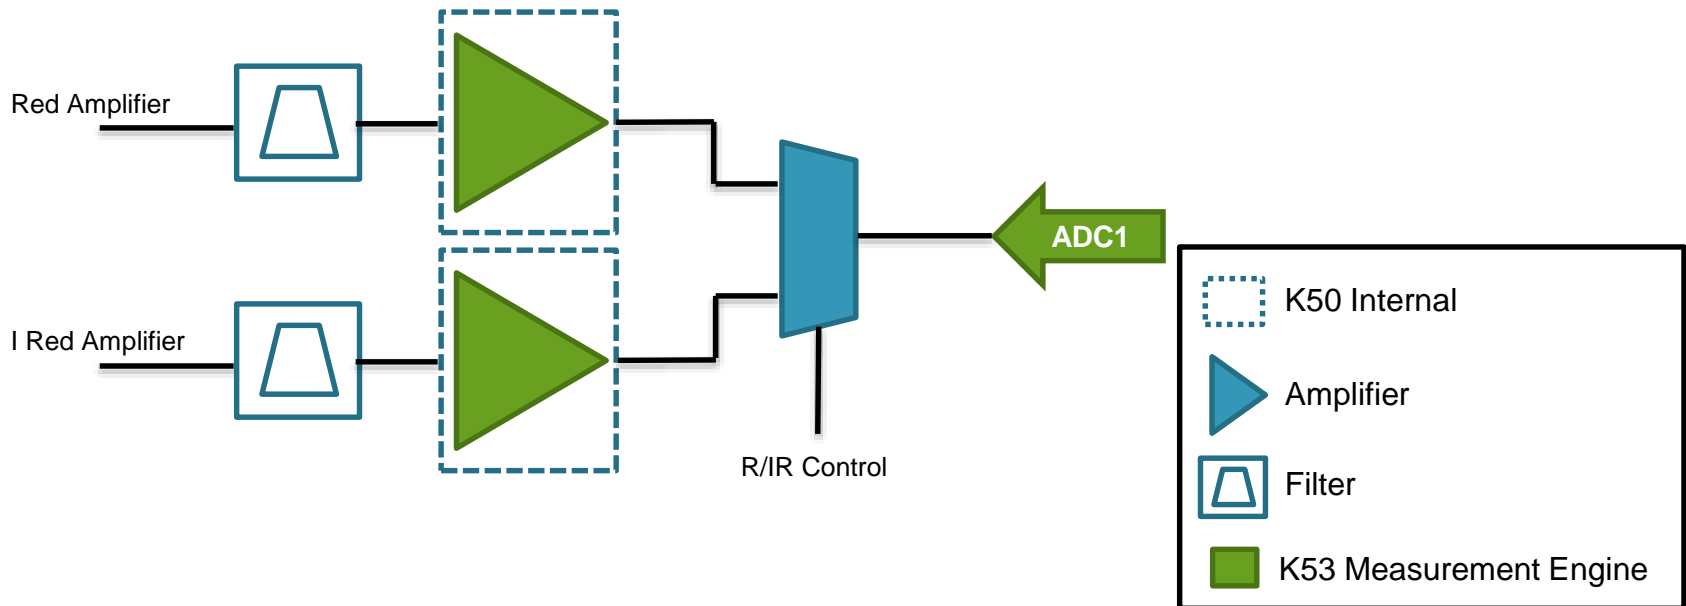 Red Amplifier
I Red Amplifier
R/IR Control
ADC1
K50 Internal
Amplifier
Filter
K53 Measurement Engine